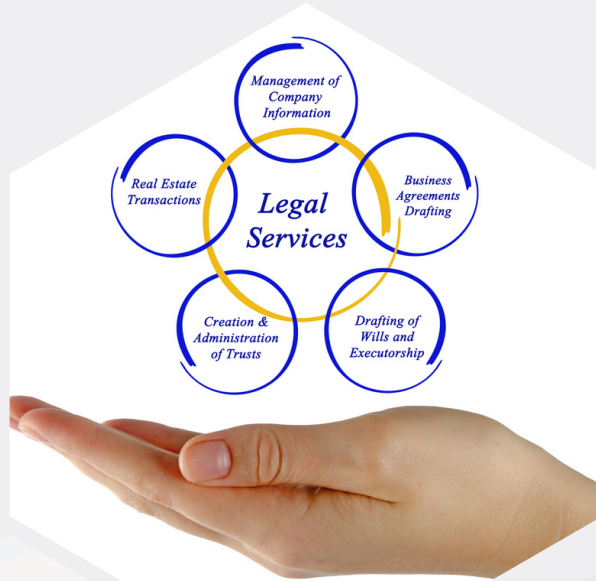 Management of
Company
Information
Real Estate
Transactions
Business
Agreements
Drafting
Legal
Services
Creation &
Administration
of Trusts
Drafting of
Wills and
Executorship